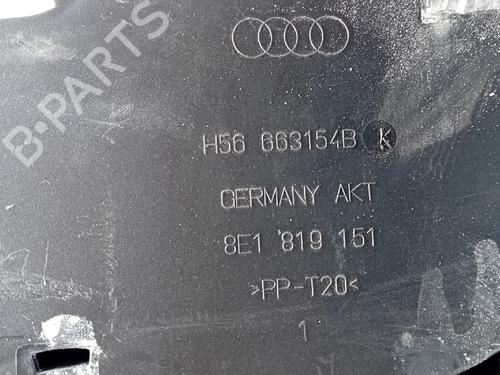 B-PARTS
H56 663154B K
GERMANY AKT
8E1 819 151
>PP-T20<
1